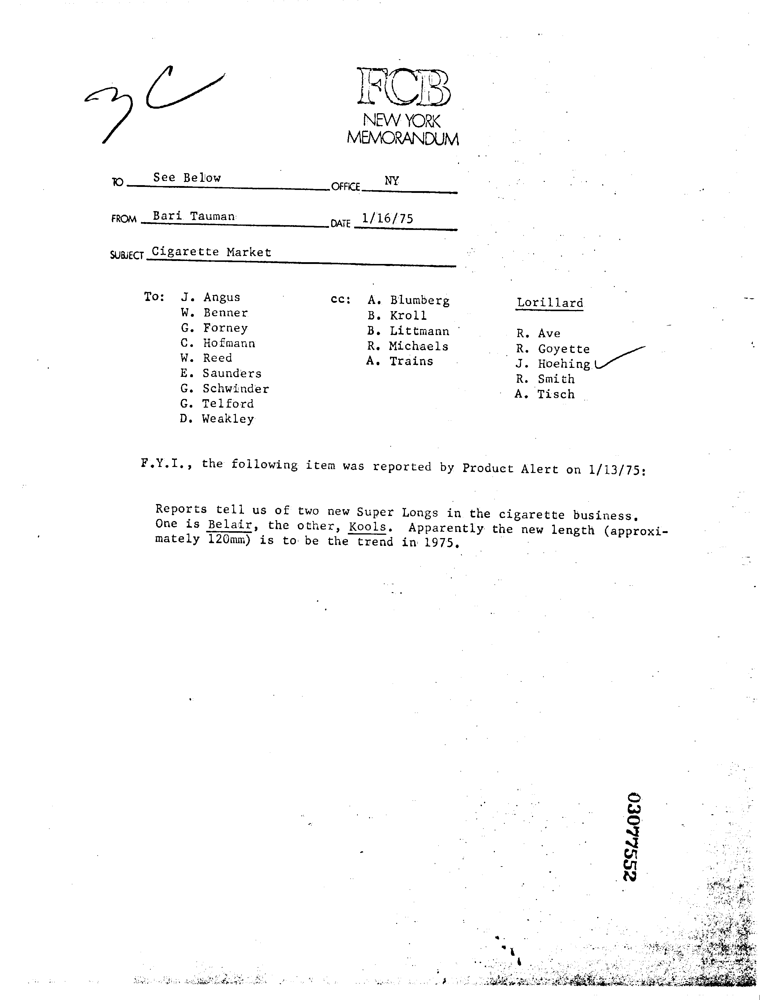 FCB
NEW YORK
MEMORANDUM
TO See Below OFFICE NY
FROM Bari Tauman DATE 1/16/75
SUBJECT Cigarette Market
To: J. Angus
W. Benner
G. Forney
C. Hofmann
W. Reed
E. Saunders
G. Schwinder
G. Telford
D. Weakley
cc: A. Blumberg
B. Kroll
B. Littmann
R. Michaels
A. Trains
Lorillard
R. Ave
R. Goyette
J. Hoehing
R. Smith
A. Tisch
F.Y.I., the following item was reported by Product Alert on 1/13/75:
Reports tell us of two new Super Longs in the cigarette business.
One is Belair, the other, Kools. Apparently the new length (approxi-
mately 120mm) is to be the trend in 1975.
03077552